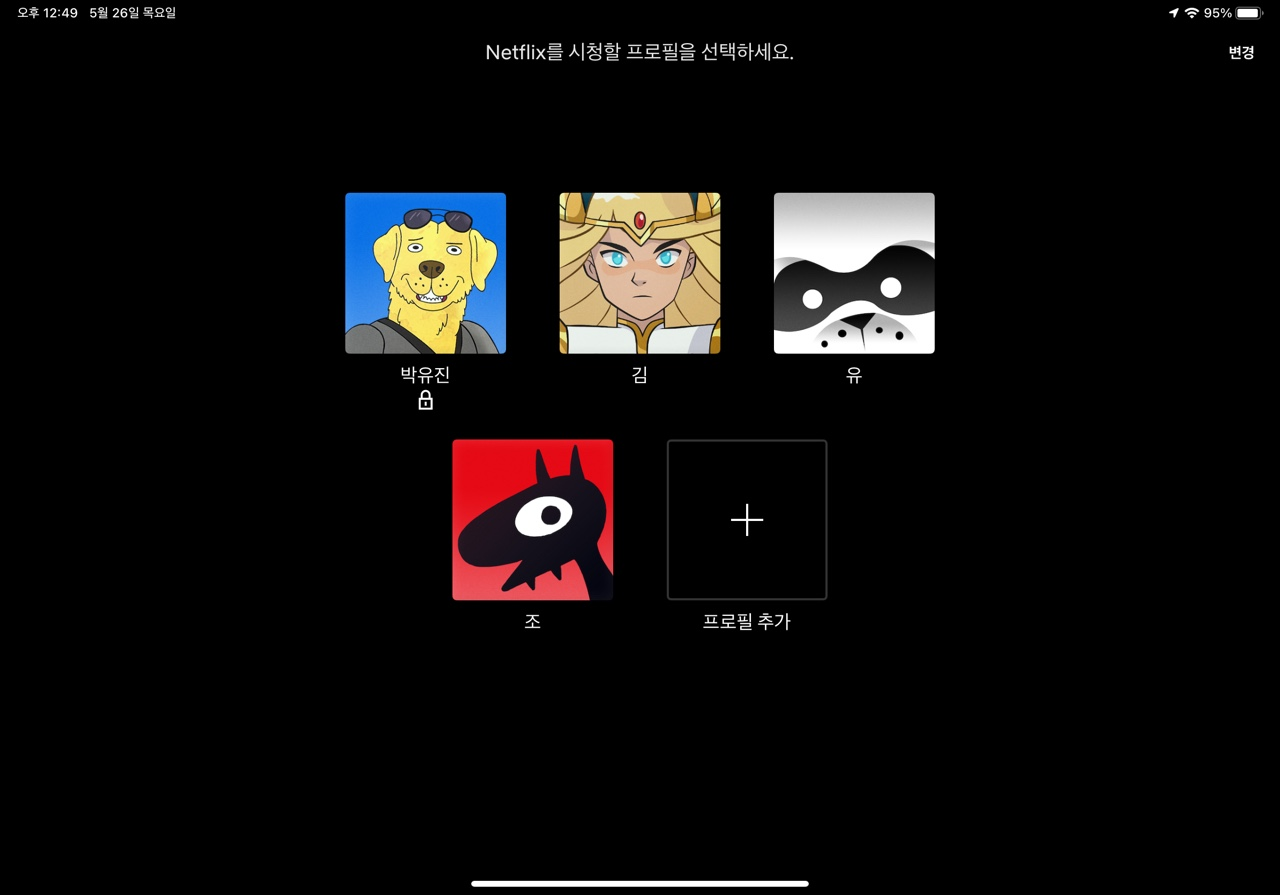 오후 12:49 5월 26일 목요일 95%
Netflix를 시청할 프로필을 선택하세요.
변경
박유진
김
유
조
프로필 추가